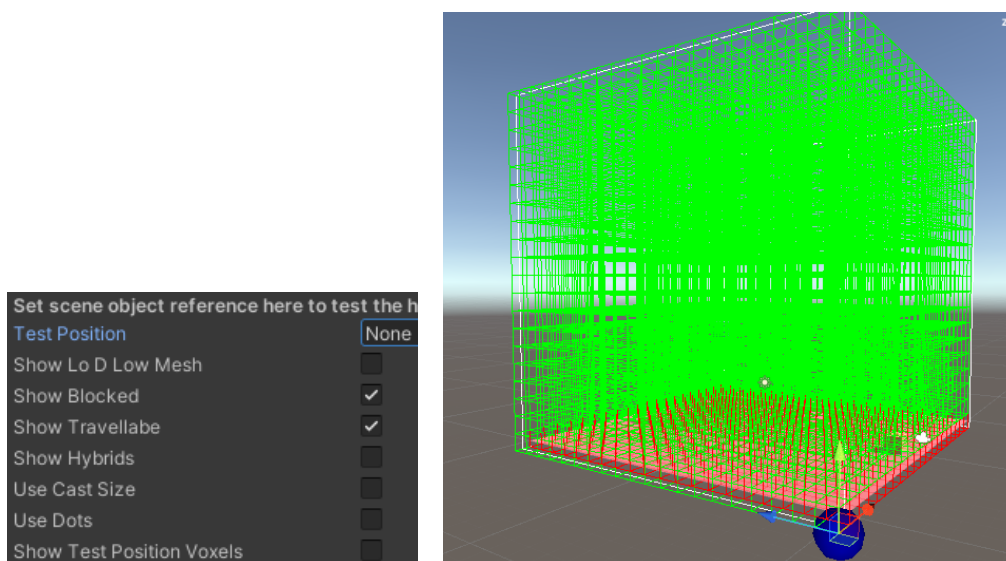 Set scene object reference here to test the h
Test Position None
Show Lo D Low Mesh
Show Blocked
Show Travellabe
Show Hybrids
Use Cast Size
Use Dots
Show Test Position Voxels
z